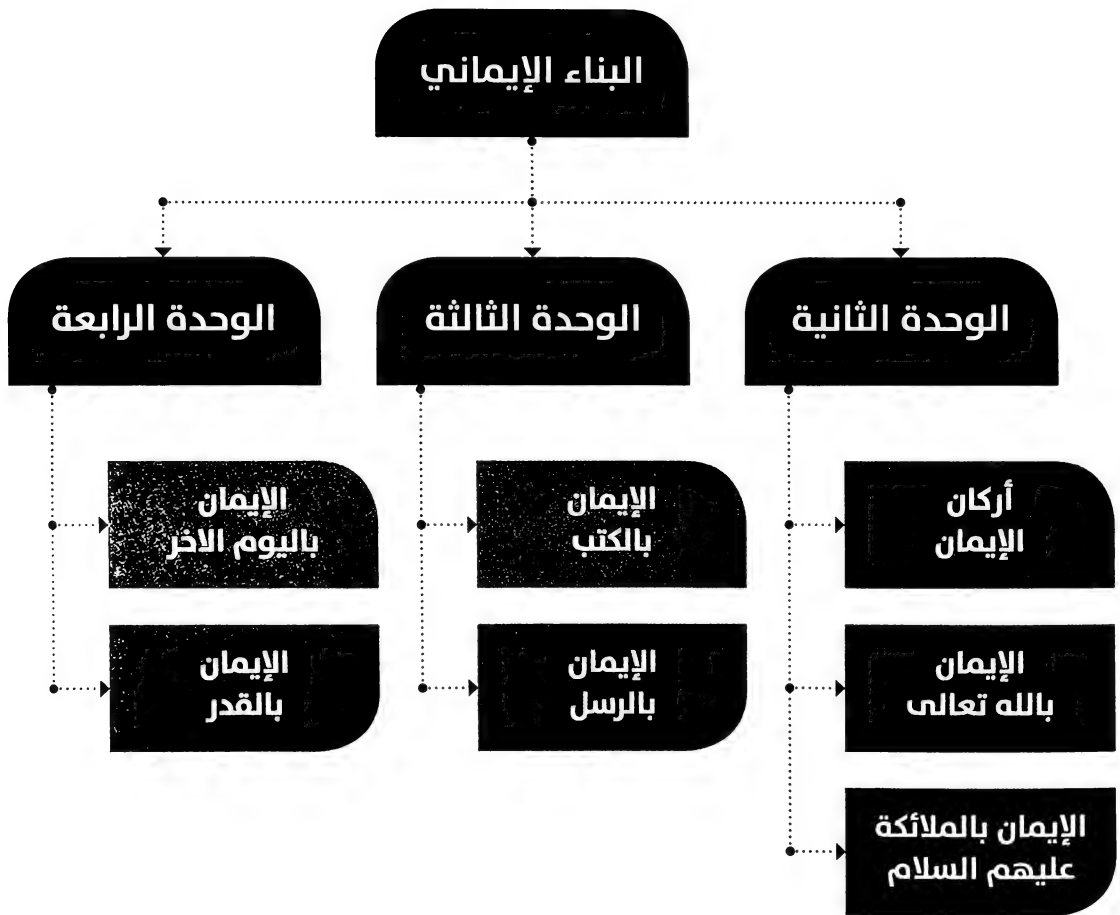 البناء الإيماني
الوحدة الثانية
الوحدة الثالثة
الوحدة الرابعة
أركان
الإيمان
الإيمان
بالله تعالى
الإيمان بالملائكة
عليهم السلام
الإيمان
بالكتب
الإيمان
بالرسل
الإيمان
باليوم الاخر
الإيمان
بالقدر